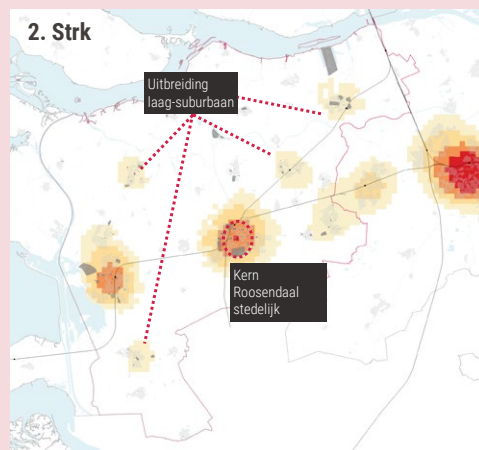 2. Strk
Uitbreiding
laag-suburbaan
Kern
Roosendaal
stedelijk